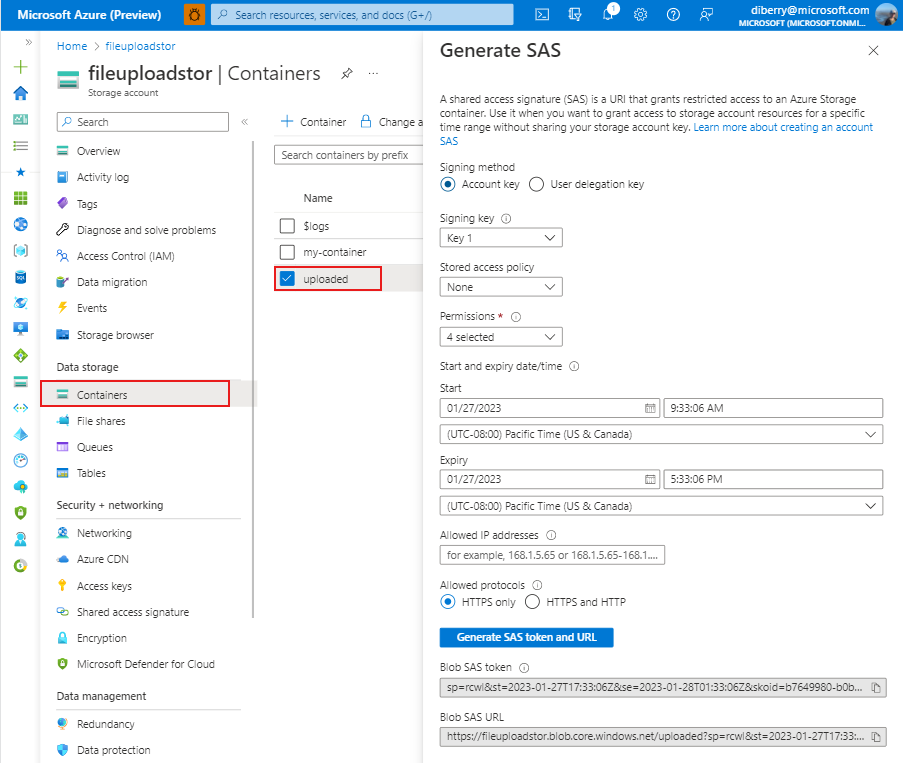 Microsoft Azure (Preview)
Search resources, services, and docs (G+/)
1
diberry@microsoft.com
MICROSOFT (MICROSOFT.ONMI...
Home > fileuploadstor
fileuploadstor | Containers
Storage account
Search
Overview
Activity log
Tags
Diagnose and solve problems
Access Control (IAM)
Data migration
Events
Storage browser
Data storage
Containers
File shares
Queues
Tables
Security + networking
Networking
Azure CDN
Access keys
Shared access signature
Encryption
Microsoft Defender for Cloud
Data management
Redundancy
Data protection
Container
Change a
Search containers by prefix
Name
$logs
my-container
uploaded
Generate SAS
A shared access signature (SAS) is a URI that grants restricted access to an Azure Storage
container. Use it when you want to grant access to storage account resources for a specific
time range without sharing your storage account key. Learn more about creating an account
SAS
Signing method
Account key User delegation key
Signing key
Key 1
Stored access policy
None
Permissions *
4 selected
Start and expiry date/time
Start
01/27/2023 9:33:06 AM
(UTC-08:00) Pacific Time (US & Canada)
Expiry
01/27/2023 5:33:06 PM
(UTC-08:00) Pacific Time (US & Canada)
Allowed IP addresses
for example, 168.1.5.65 or 168.1.5.65-168.1....
Allowed protocols
HTTPS only HTTPS and HTTP
Generate SAS token and URL
Blob SAS token
sp=rcwl&st=2023-01-27T17:33:06Z&se=2023-01-28T01:33:06Z&skoid=b7649980-b0b...
Blob SAS URL
https://fileuploadstor.blob.core.windows.net/uploaded?sp=rcwl&st=2023-01-27T17:33:...